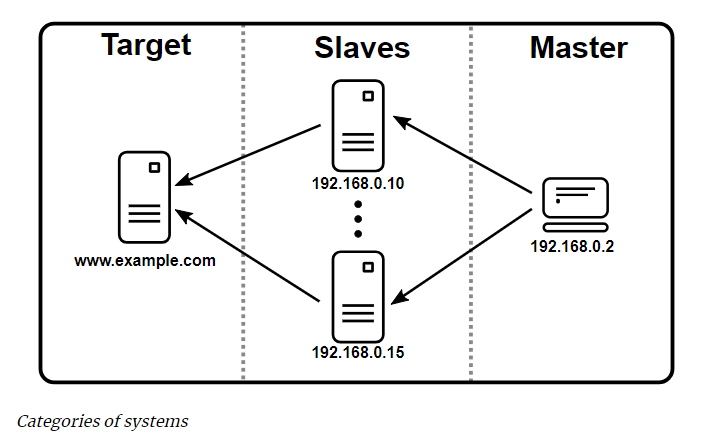 Target
Slaves
Master
192.168.0.10
www.example.com
192.168.0.2
192.168.0.15
Categories of systems